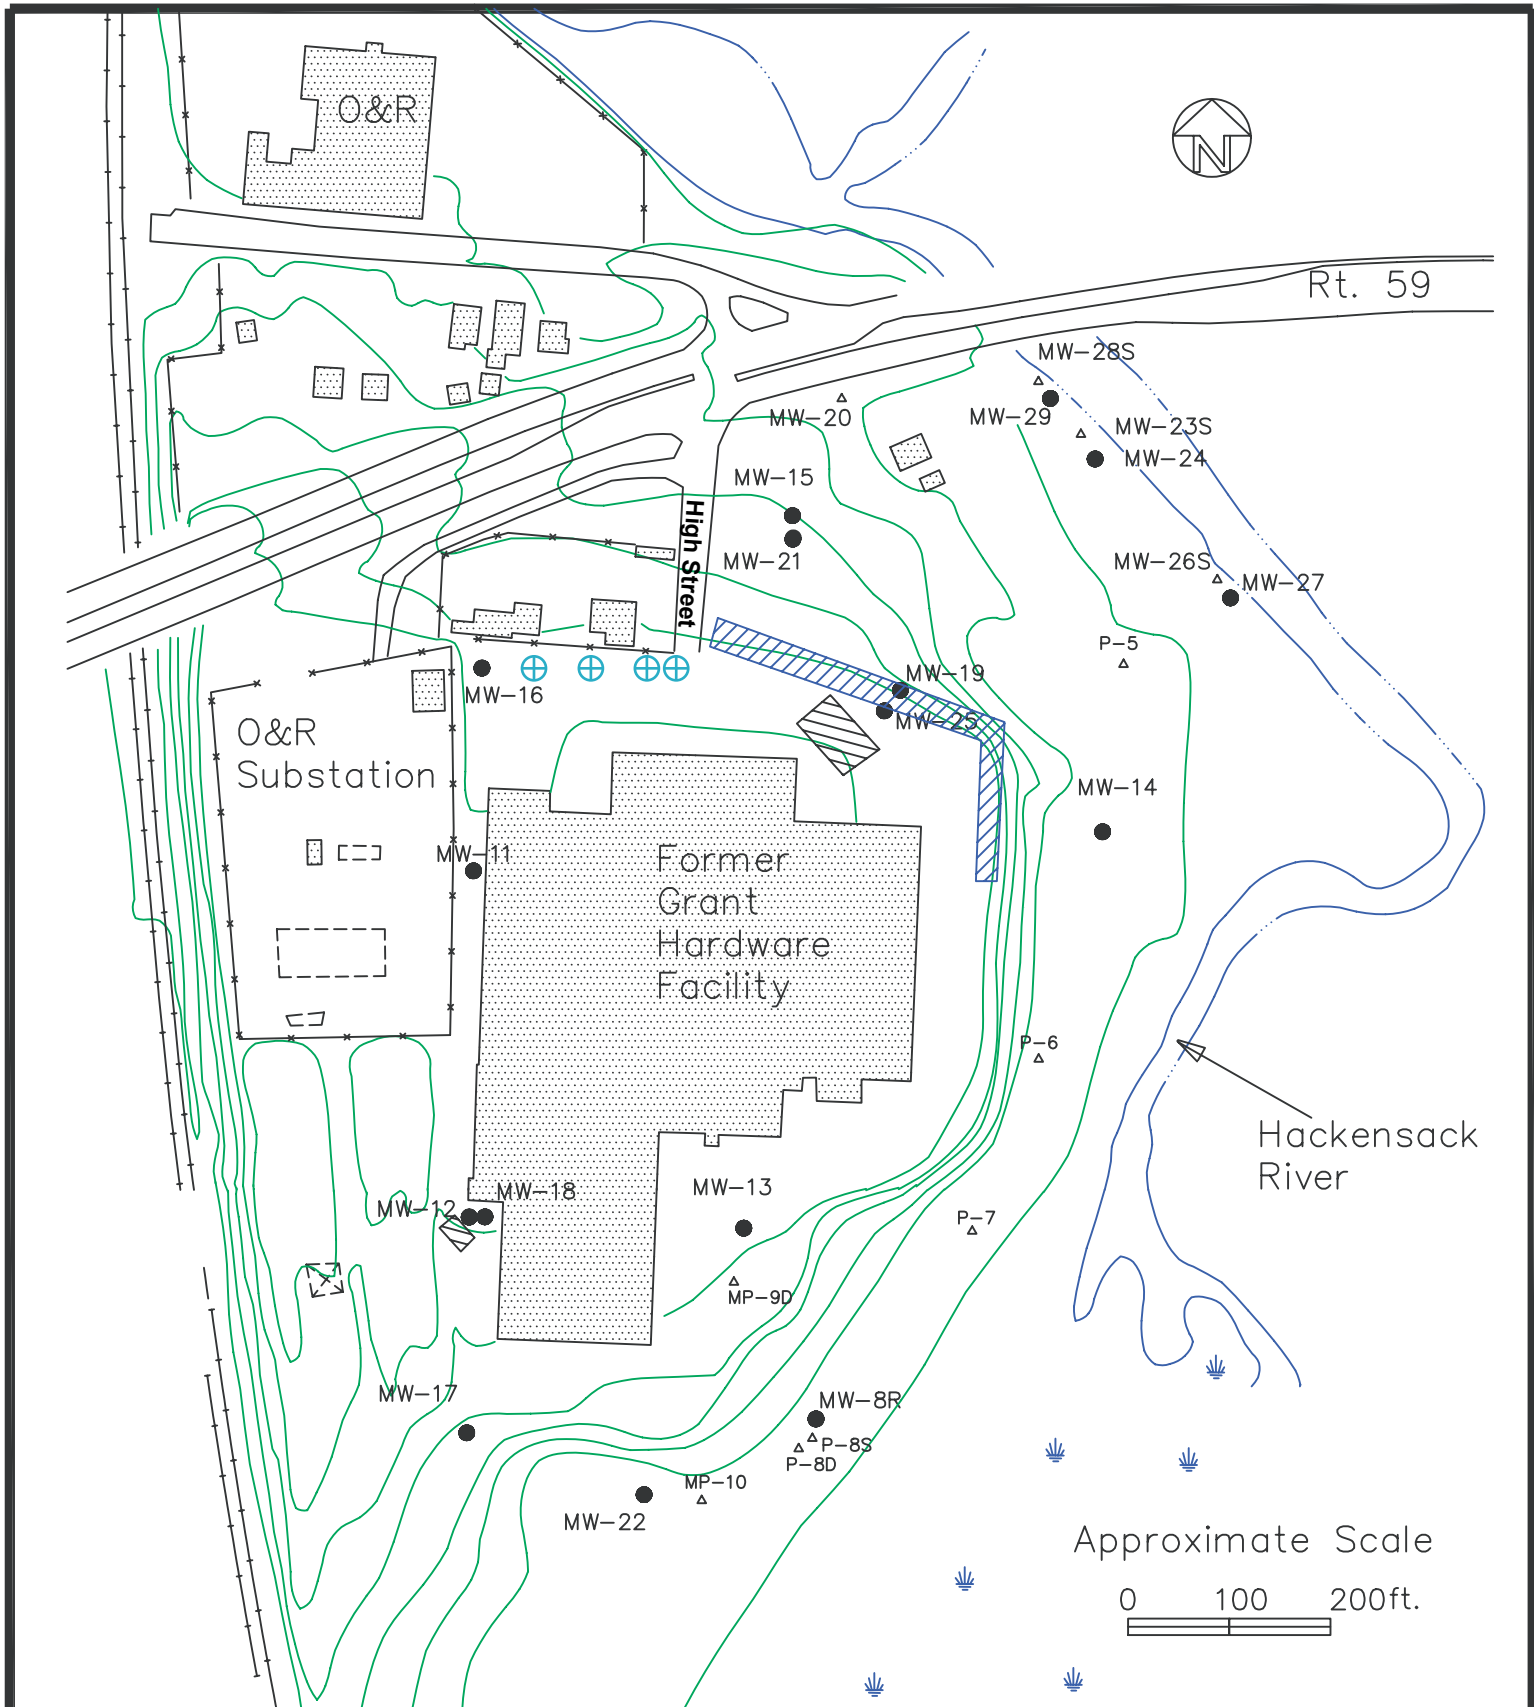 O&R
N
Rt. 59
MW-28S
MW-20
MW-29
MW-23S
MW-24
MW-15
High Street
MW-21
MW-26S
MW-27
P-5
MW-19
MW-16
MW-25
O&R
Substation
MW-14
MW-11
Former
Grant
Hardware
Facility
P-6
Hackensack
River
MW-13
MW-18
MW-12
P-7
MP-9D
MW-17
MW-8R
P-8S
P-8D
MP-10
MW-22
Approximate Scale
0 100 200ft.